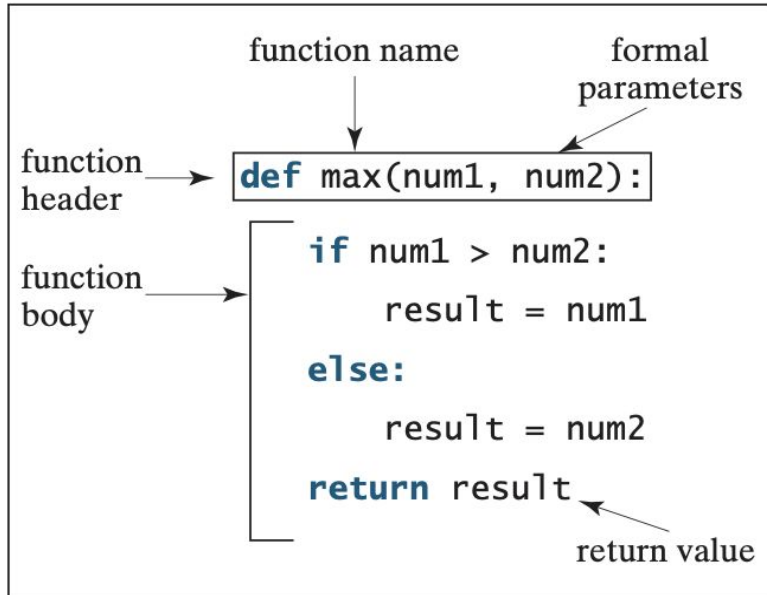 function name
formal
parameters
function
header
def max(num1, num2):
function
body
if num1 > num2:
result = num1
else:
result = num2
return result
return value